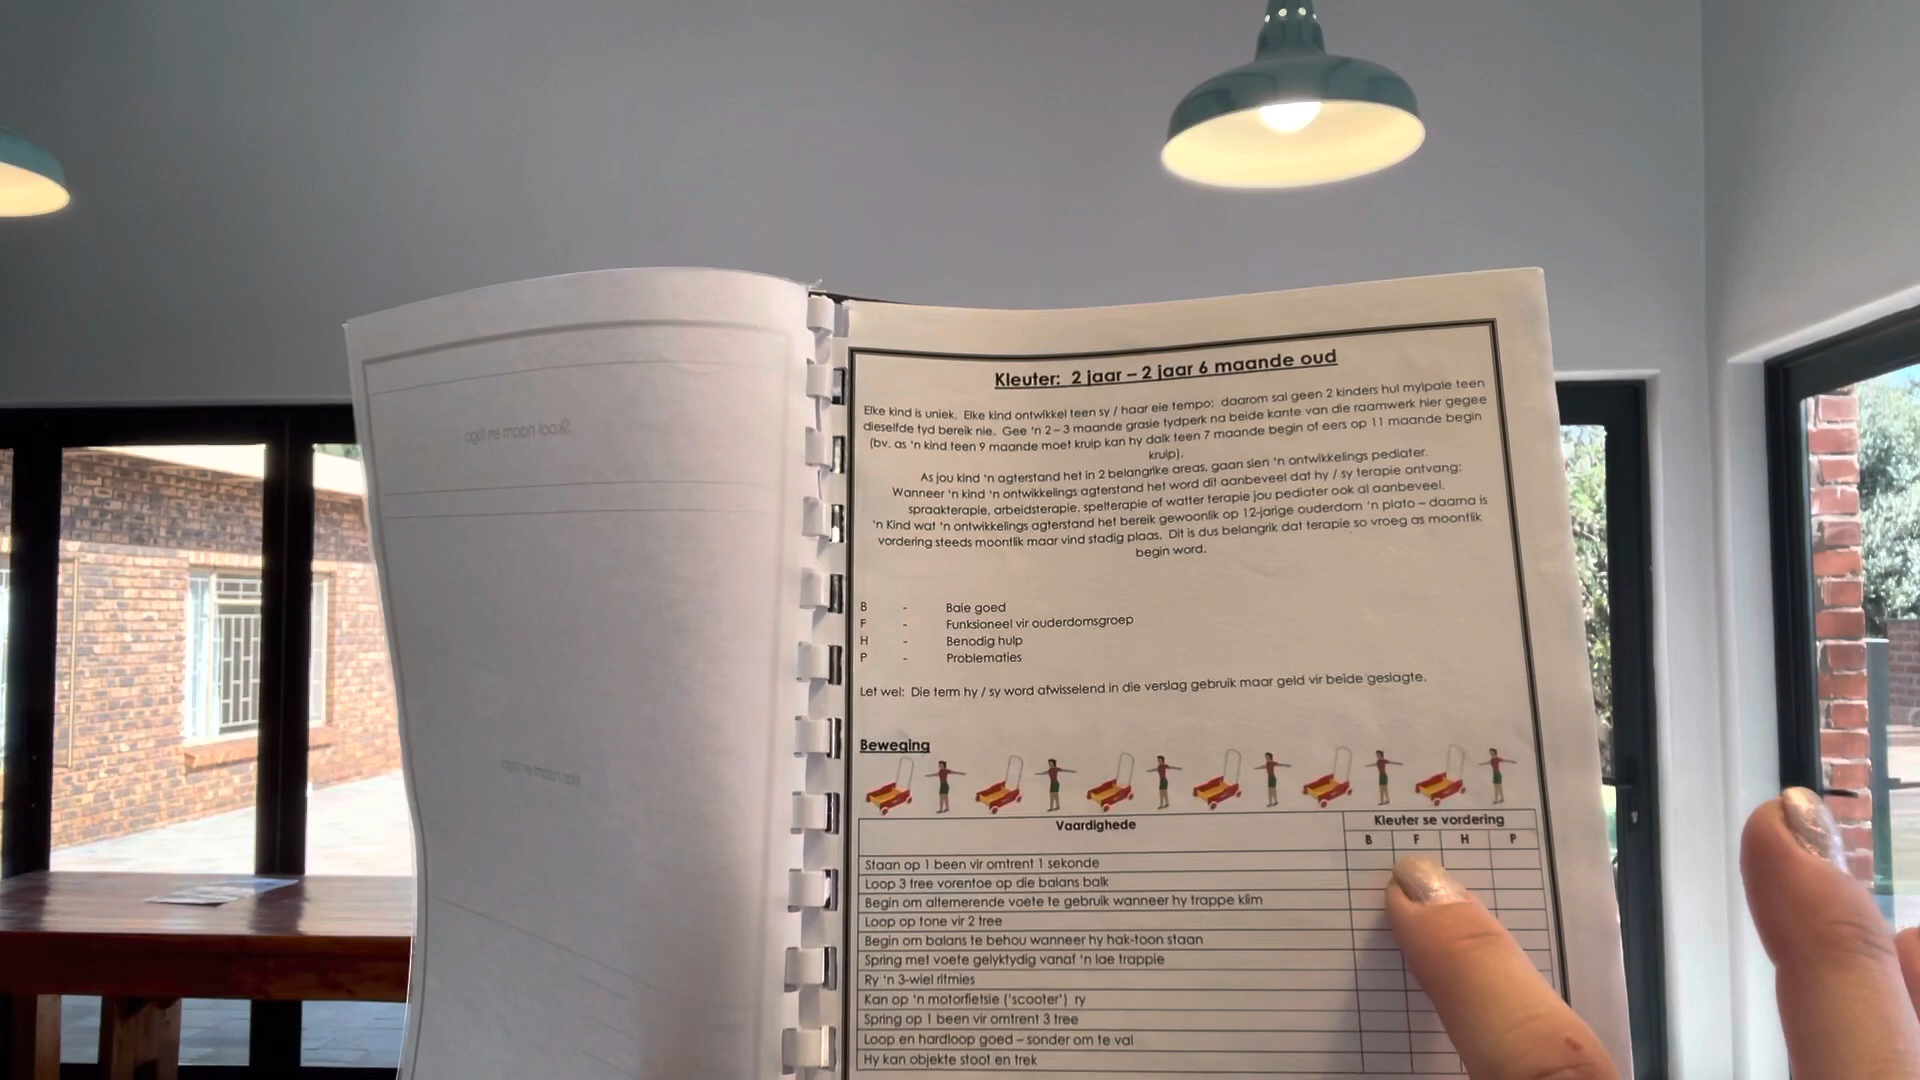 Skool naam en logo
Klas naam en logo
Kleuter: 2 jaar – 2 jaar 6 maande oud
Elke kind is uniek. Elke kind ontwikkel teen sy / haar eie tempo; daarom sal geen 2 kinders hul mylpale teen
dieselfde tyd bereik nie. Gee 'n 2 – 3 maande grasie tydperk na beide kante van die raamwerk hier gegee
(bv. as 'n kind teen 9 maande moet kruip kan hy dalk teen 7 maande begin of eers op 11 maande begin
kruip).
As jou kind 'n agterstand het in 2 belangrike areas, gaan sien 'n ontwikkelings pediater.
Wanneer 'n kind 'n ontwikkelings agterstand het word dit aanbeveel dat hy / sy terapie ontvang:
spraakterapie, arbeidsterapie, spelterapie of watter terapie jou pediater ook al aanbeveel.
'n Kind wat 'n ontwikkelings agterstand het bereik gewoonlik op 12-jarige ouderdom 'n plato – daarna is
vordering steeds moontlik maar vind stadig plaas. Dit is dus belangrik dat terapie so vroeg as moontlik
begin word.
B - Baie goed
F - Funksioneel vir ouderdomsgroep
H - Benodig hulp
P - Problematies
Let wel: Die term hy / sy word afwisselend in die verslag gebruik maar geld vir beide geslagte.
Beweging
Vaardighede
Kleuter se vordering
B F H P
Staan op 1 been vir omtrent 1 sekonde
Loop 3 tree vorentoe op die balans balk
Begin om alternerende voete te gebruik wanneer hy trappe klim
Loop op tone vir 2 tree
Begin om balans te behou wanneer hy hak-toon staan
Spring met voete gelyktydig vanaf 'n lae trappie
Ry 'n 3-wiel ritmies
Kan op 'n motorfietsie ('scooter') ry
Spring op 1 been vir omtrent 3 tree
Loop en hardloop goed – sonder om te val
Hy kan objekte stoot en trek